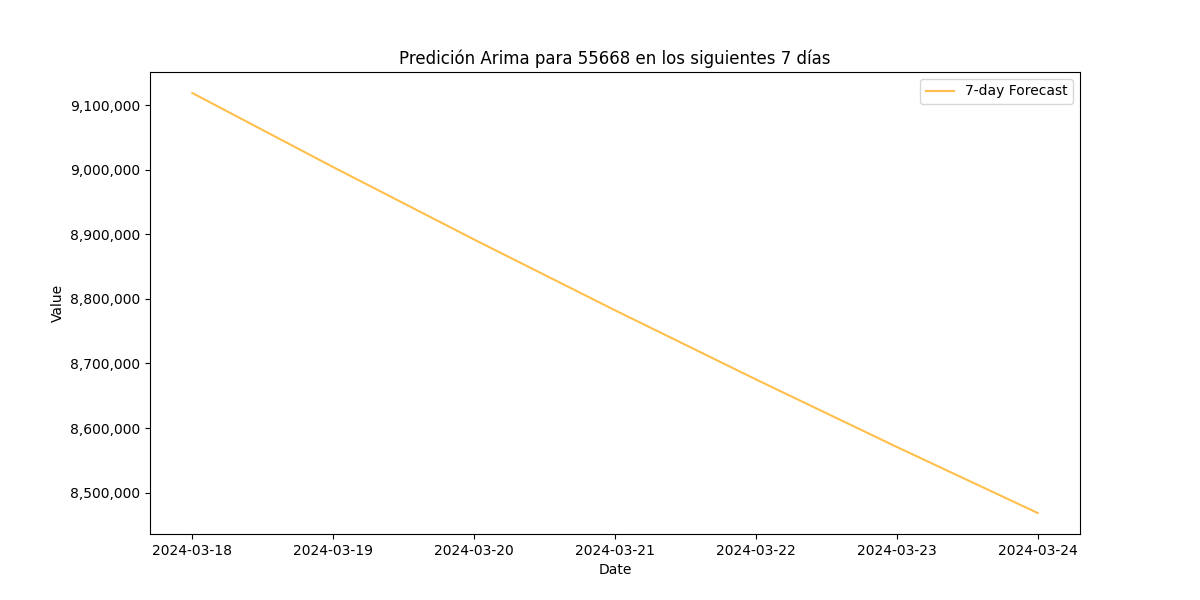 Predición Arima para 55668 en los siguientes 7 días
7-day Forecast
9,100,000
9,000,000
8,900,000
8,800,000
8,700,000
8,600,000
8,500,000
Value
2024-03-18 2024-03-19 2024-03-20 2024-03-21 2024-03-22 2024-03-23 2024-03-24
Date